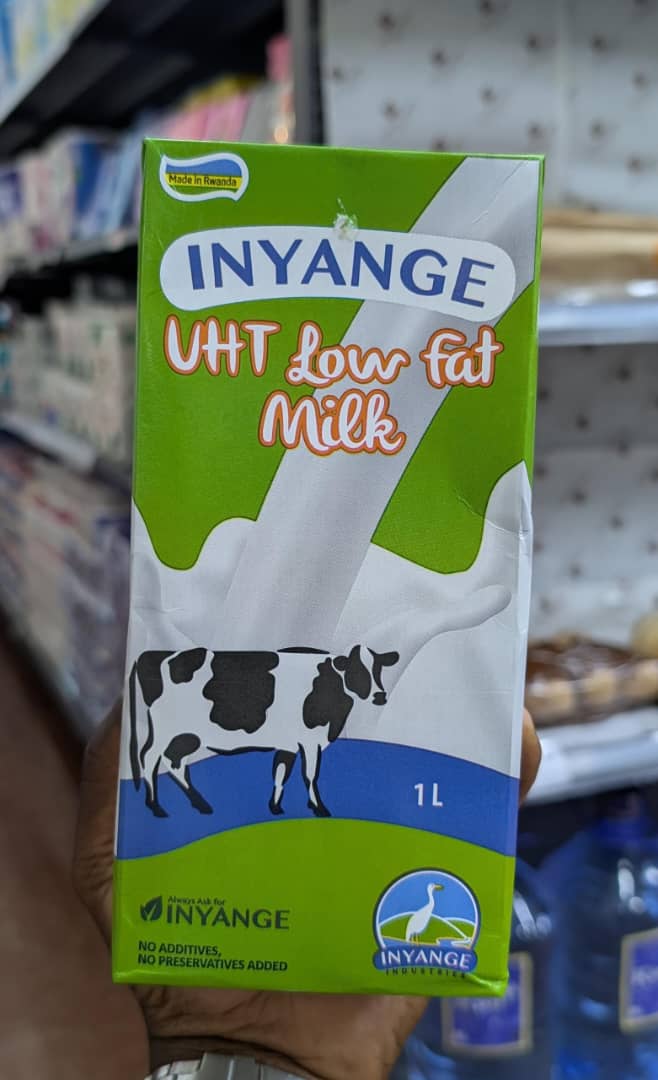 Made in Rwanda
INYANGE
UHT Low fat
Milk
1L
Always Ask for
INYANGE
NO ADDITIVES,
NO PRESERVATIVES ADDED
INYANGE
INDUSTRIES